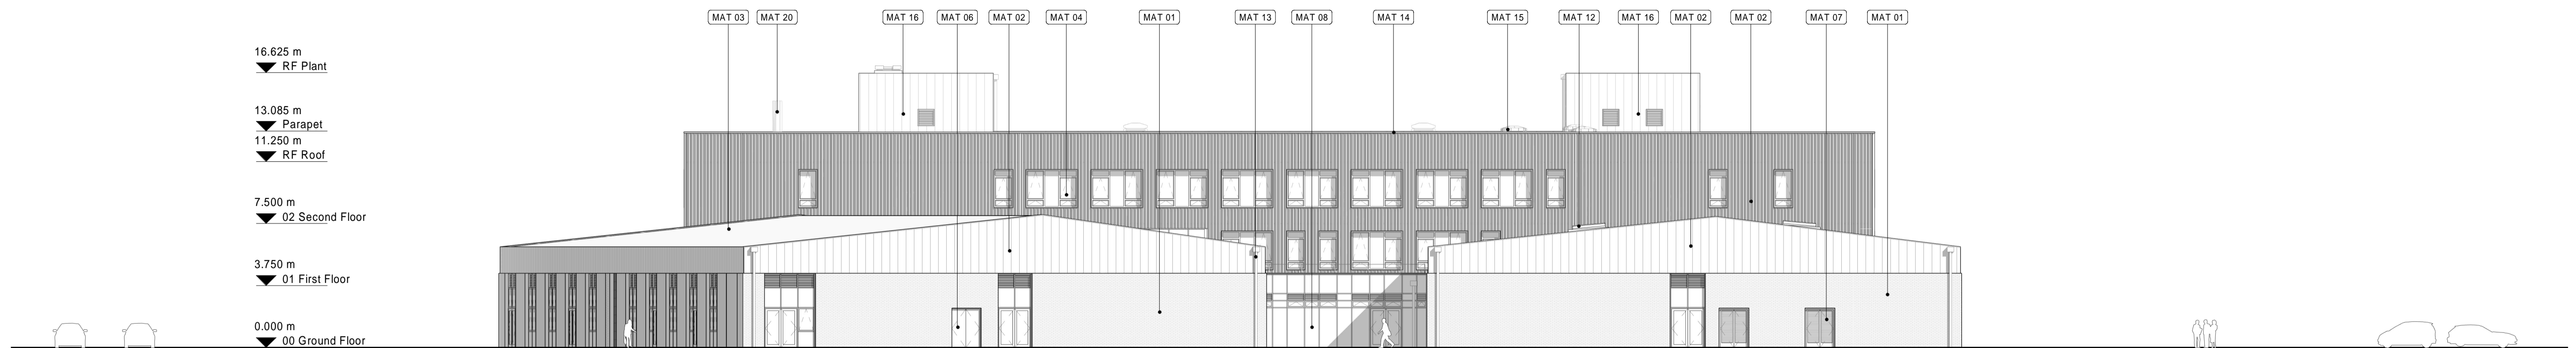 MAT 03 MAT 20 MAT 16 MAT 06 MAT 02 MAT 04 MAT 01 MAT 13 MAT 08 MAT 14 MAT 15 MAT 12 MAT 16 MAT 02 MAT 02 MAT 07 MAT 01
16.625 m
RF Plant
13.085 m
Parapet
11.250 m
RF Roof
7.500 m
02 Second Floor
3.750 m
01 First Floor
0.000 m
00 Ground Floor